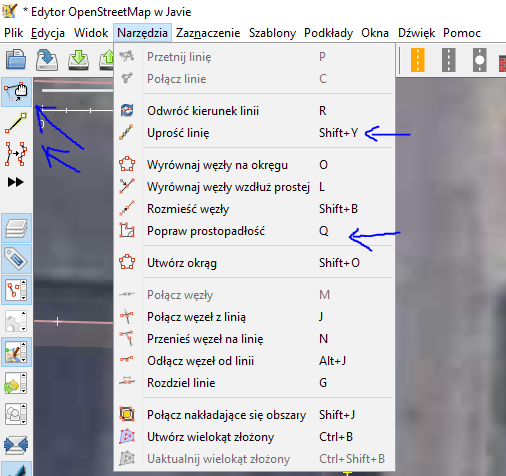 * Edytor OpenStreetMap w Javie
Plik Edycja Widok Narzędzia Zaznaczenie Szablony Podkłady Okna Dźwięk Pomoc
Przetnij linię P
Połącz linie C
Odwróć kierunek linii R
Uprość linię Shift+Y
Wyrównaj węzły na okręgu O
Wyrównaj węzły wzdłuż prostej L
Rozmieść węzły Shift+B
Popraw prostopadłość Q
Utwórz okrąg Shift+O
Połącz węzły M
Połącz węzeł z linią J
Przenieś węzeł na linię N
Odłącz węzeł od linii Alt+J
Rozdziel linie G
Połącz nakładające się obszary Shift+J
Utwórz wielokąt złożony Ctrl+B
Uaktualnij wielokąt złożony Ctrl+Shift+B